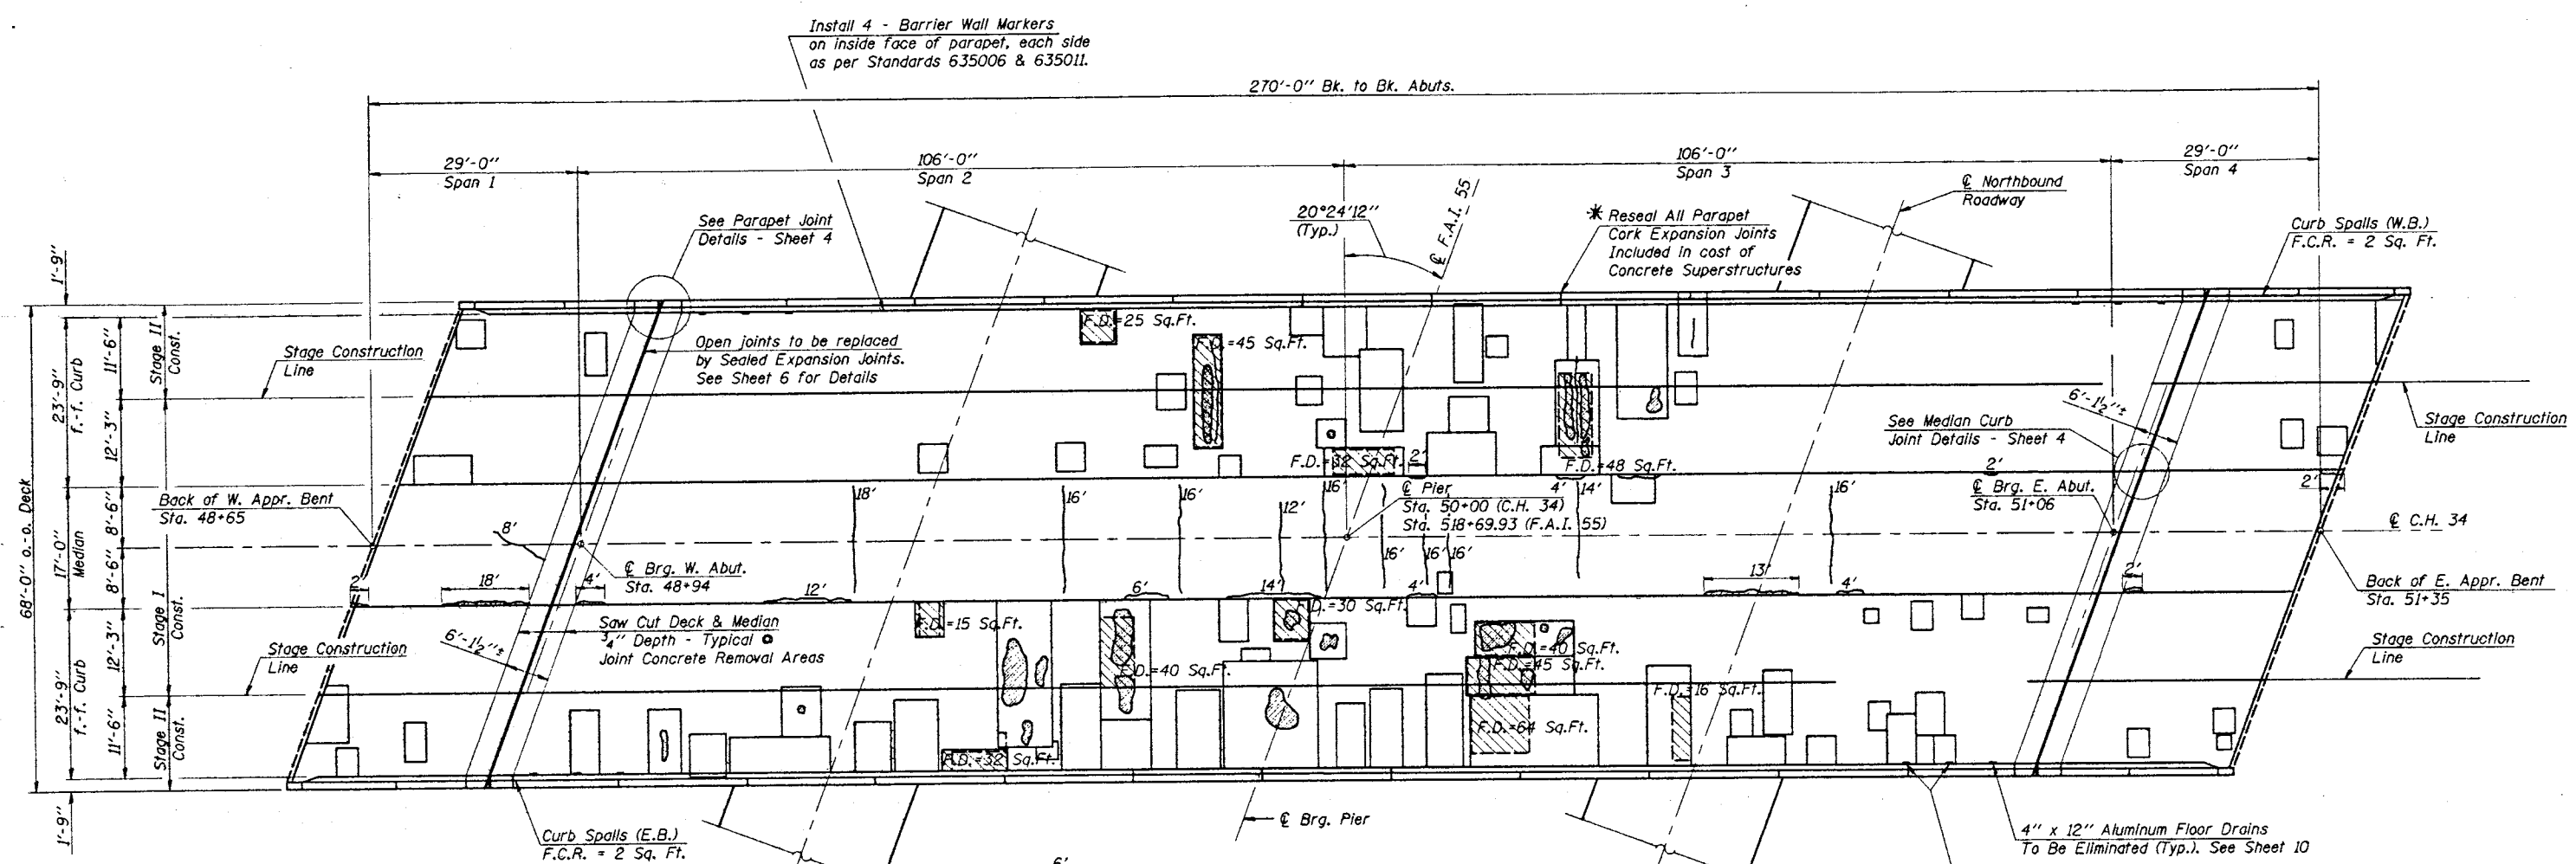 Install 4 - Barrier Wall Markers
on inside face of parapet, each side
as per Standards 635006 & 635011.
270'-0" Bk. to Bk. Abuts.
29'-0"
Span 1
106'-0"
Span 2
106'-0"
Span 3
29'-0"
Span 4
See Parapet Joint
Details - Sheet 4
20°24'12"
(Typ.)
℄ F.A.I. 55
* Reseal All Parapet
Cork Expansion Joints
Included in cost of
Concrete Superstructures
℄ Northbound
Roadway
Curb Spalls (W.B.)
F.C.R. = 2 Sq. Ft.
1'-9"
68'-0" o.-o. Deck
23'-9"
f.-f. Curb
11'-6"
12'-3"
Stage II
Const.
17'-0"
Median
8'-6"
8'-6"
Stage I
Const.
23'-9"
f.-f. Curb
12'-3"
11'-6"
Stage II
Const.
1'-9"
Stage Construction
Line
Open joints to be replaced
by Sealed Expansion Joints.
See Sheet 6 for Details
F.D.=25 Sq.Ft.
F.D.=45 Sq.Ft.
F.D.=32 Sq.Ft.
2'
F.D.=48 Sq.Ft.
2'
See Median Curb
Joint Details - Sheet 4
6'-1½"±
Stage Construction
Line
2'
Back of W. Appr. Bent
Sta. 48+65
8'
18'
16'
16'
12'
16'
℄ Pier
Sta. 50+00 (C.H. 34)
Sta. 518+69.93 (F.A.I. 55)
4'
14'
16'
℄ Brg. E. Abut.
Sta. 51+06
℄ C.H. 34
16'
16'
16'
℄ Brg. W. Abut.
Sta. 48+94
2'
18'
4'
12'
6'
14'
4'
13'
4'
2'
Back of E. Appr. Bent
Sta. 51+35
Saw Cut Deck & Median
¾" Depth - Typical @
Joint Concrete Removal Areas
6'-1½"±
F.D.=15 Sq.Ft.
F.D.=30 Sq.Ft.
F.D.=40 Sq.Ft.
F.D.=40 Sq.Ft.
F.D.=45 Sq.Ft.
F.D.=16 Sq.Ft.
F.D.=64 Sq.Ft.
F.D.=32 Sq.Ft.
Stage Construction
Line
Stage Construction
Line
Curb Spalls (E.B.)
F.C.R. = 2 Sq. Ft.
℄ Brg. Pier
6'
4" x 12" Aluminum Floor Drains
To Be Eliminated (Typ.). See Sheet 10